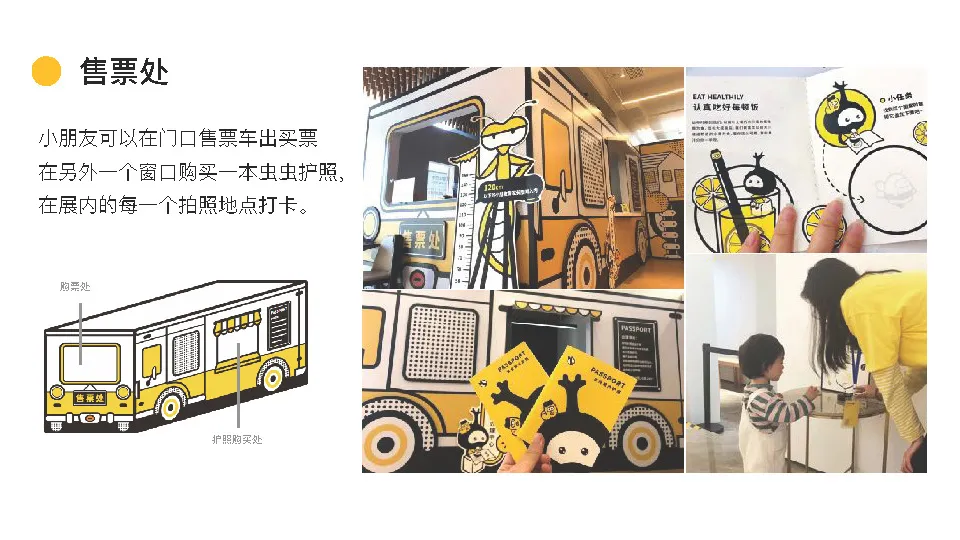 售票处
小朋友可以在门口售票车出买票
在另外一个窗口购买一本虫虫护照,
在展内的每一个拍照地点打卡。
购票处
售票处
护照购买处
120cm
售票处
EAT HEALTHILY
认真吃好每顿饭
小任务
PASSPORT
PASSPORT
PASSPORT